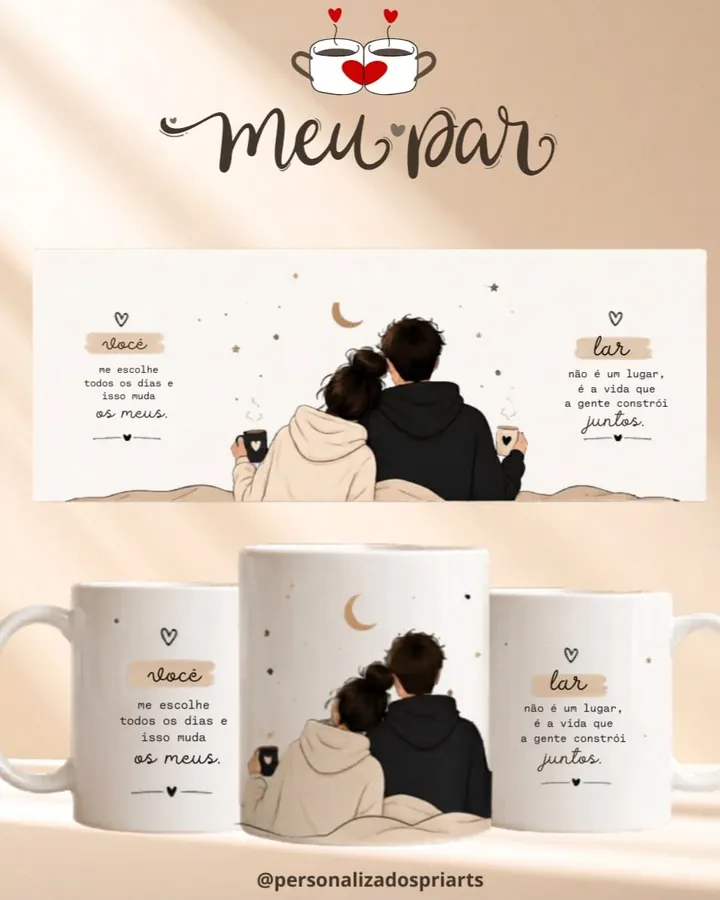 meu par
você
me escolhe
todos os dias e
isso muda
os meus.
lar
não é um lugar,
é a vida que
a gente constrói
juntos.
você
me escolhe
todos os dias e
isso muda
os meus.
lar
não é um lugar,
é a vida que
a gente constrói
juntos.
@personalizadospriarts